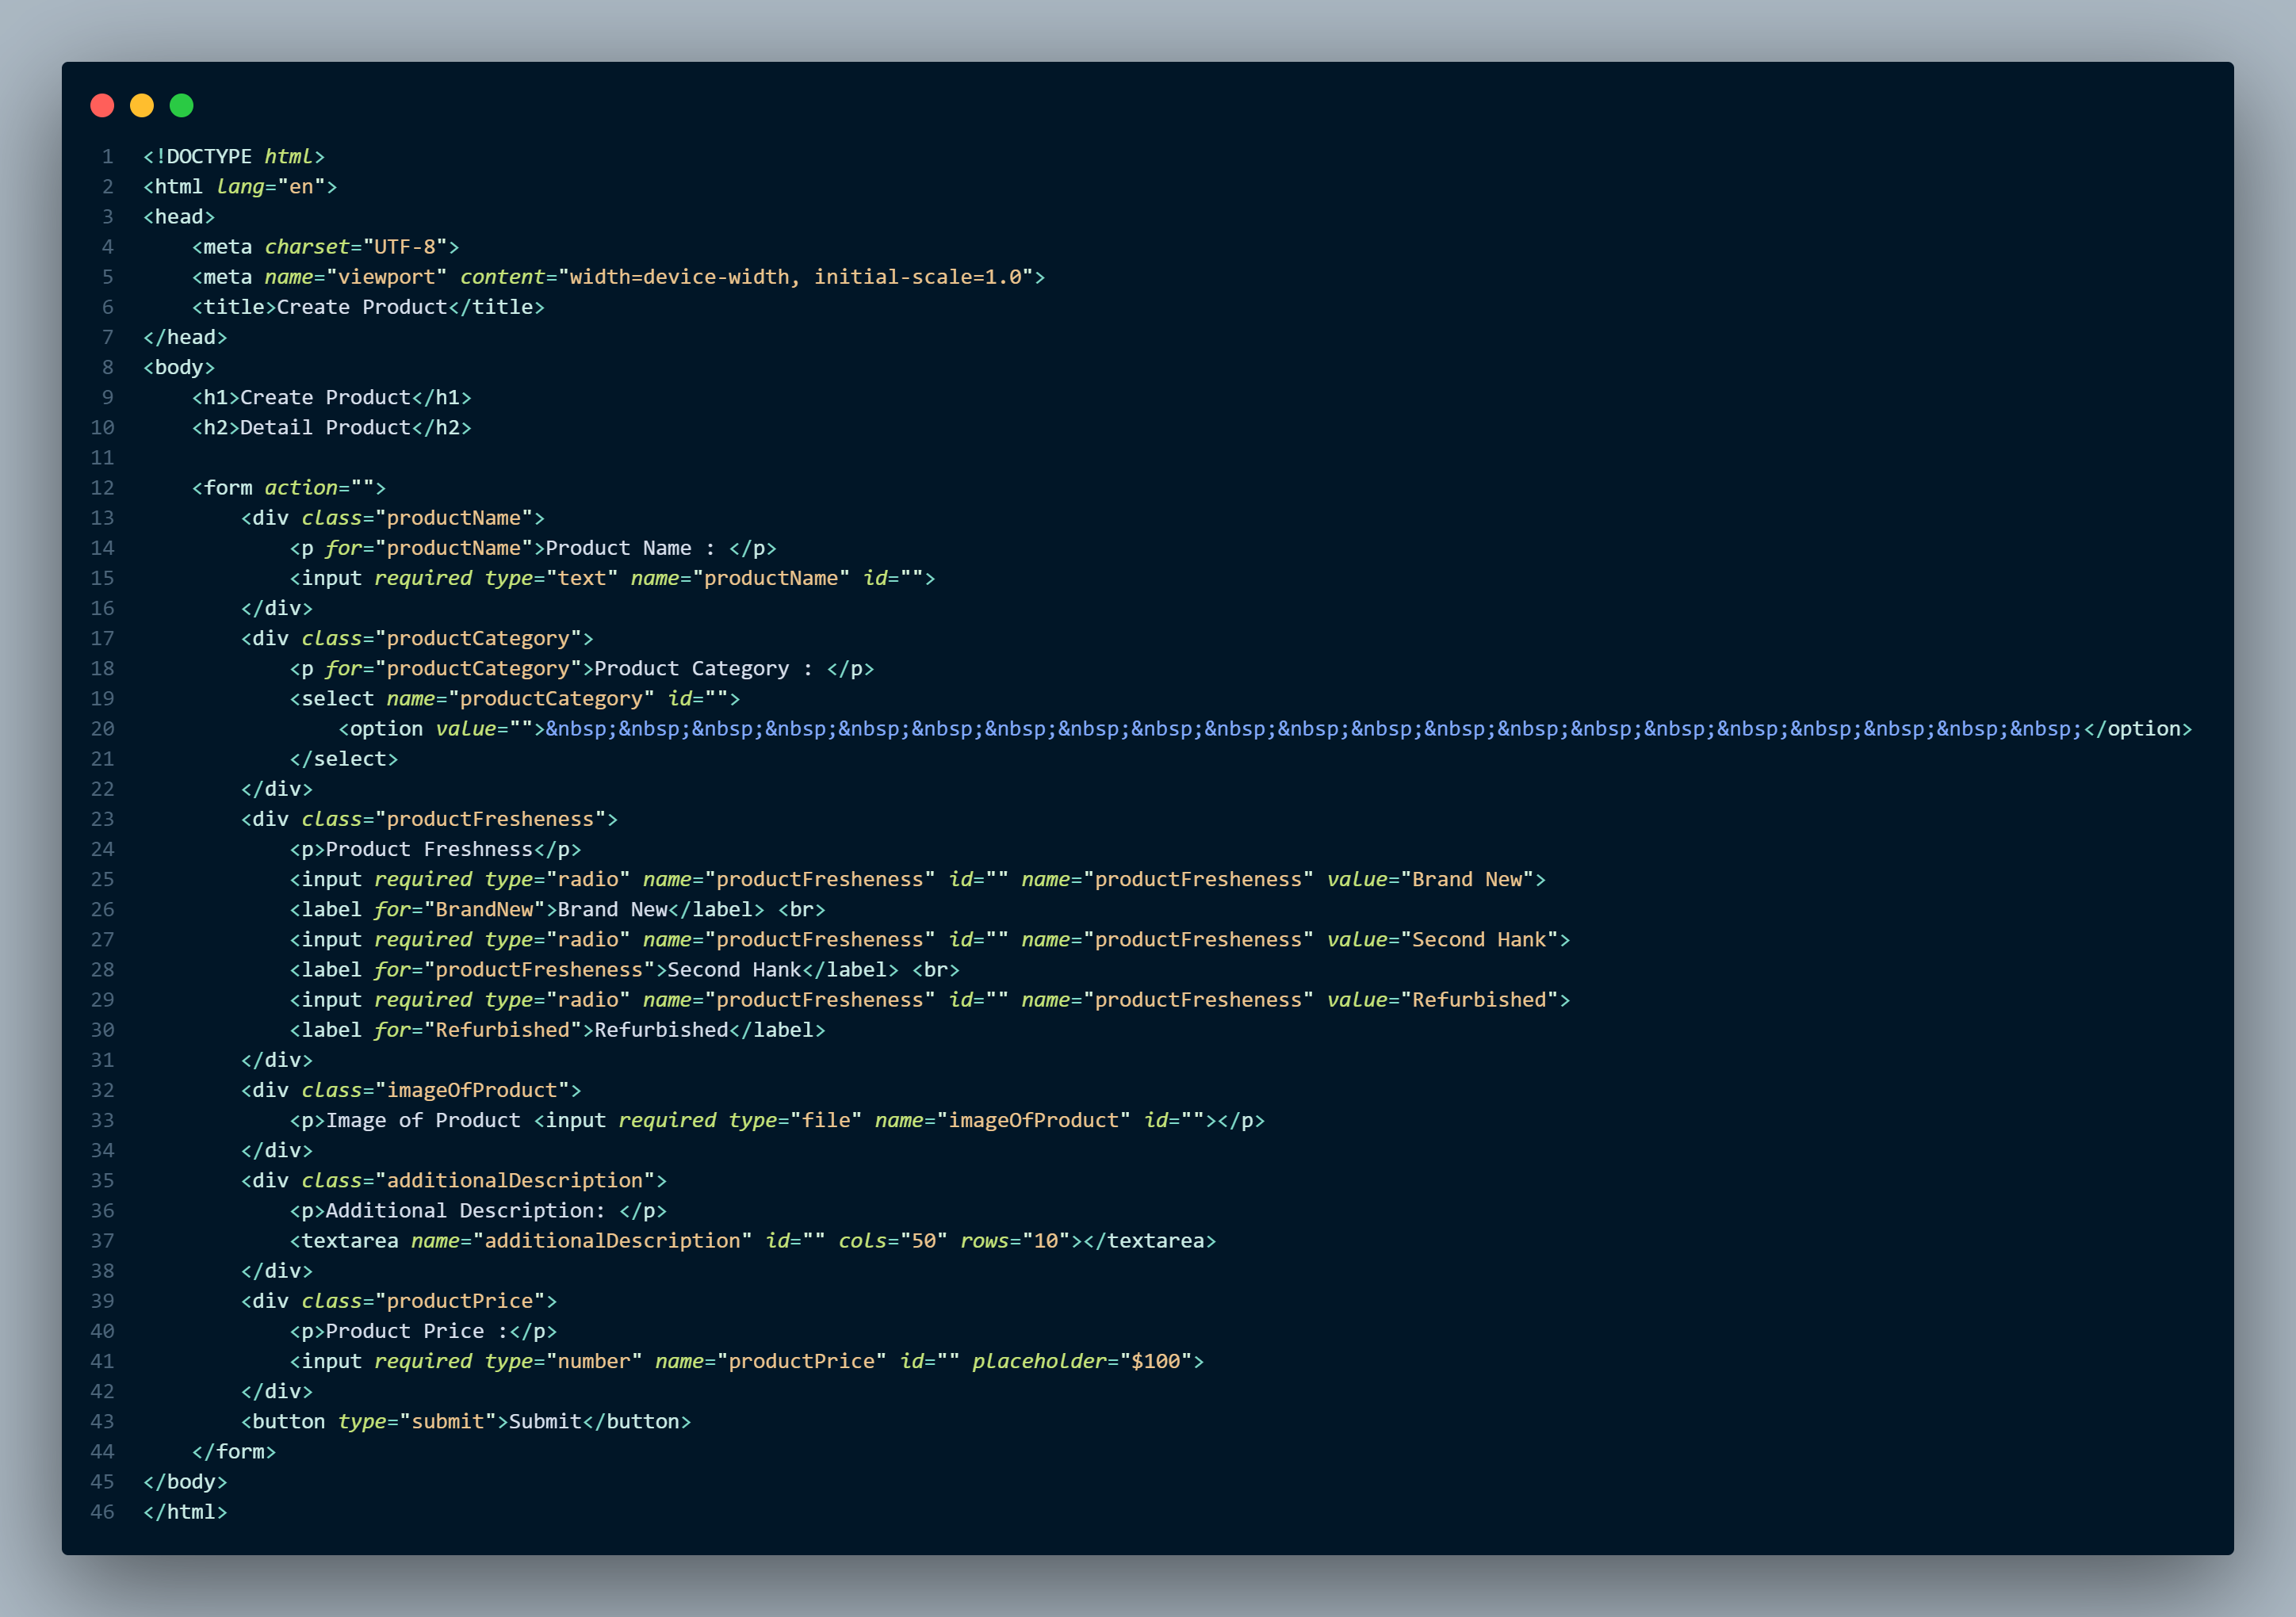 1 <!DOCTYPE html>
2 <html lang="en">
3 <head>
4     <meta charset="UTF-8">
5     <meta name="viewport" content="width=device-width, initial-scale=1.0">
6     <title>Create Product</title>
7 </head>
8 <body>
9     <h1>Create Product</h1>
10     <h2>Detail Product</h2>
11
12     <form action="">
13         <div class="productName">
14             <p for="productName">Product Name : </p>
15             <input required type="text" name="productName" id="">
16         </div>
17         <div class="productCategory">
18             <p for="productCategory">Product Category : </p>
19             <select name="productCategory" id="">
20                 <option value="">&nbsp;&nbsp;&nbsp;&nbsp;&nbsp;&nbsp;&nbsp;&nbsp;&nbsp;&nbsp;&nbsp;&nbsp;&nbsp;&nbsp;&nbsp;&nbsp;&nbsp;&nbsp;&nbsp;&nbsp;&nbsp;</option>
21             </select>
22         </div>
23         <div class="productFresheness">
24             <p>Product Freshness</p>
25             <input required type="radio" name="productFresheness" id="" name="productFresheness" value="Brand New">
26             <label for="BrandNew">Brand New</label> <br>
27             <input required type="radio" name="productFresheness" id="" name="productFresheness" value="Second Hank">
28             <label for="productFresheness">Second Hank</label> <br>
29             <input required type="radio" name="productFresheness" id="" name="productFresheness" value="Refurbished">
30             <label for="Refurbished">Refurbished</label>
31         </div>
32         <div class="imageOfProduct">
33             <p>Image of Product <input required type="file" name="imageOfProduct" id=""></p>
34         </div>
35         <div class="additionalDescription">
36             <p>Additional Description: </p>
37             <textarea name="additionalDescription" id="" cols="50" rows="10"></textarea>
38         </div>
39         <div class="productPrice">
40             <p>Product Price :</p>
41             <input required type="number" name="productPrice" id="" placeholder="$100">
42         </div>
43         <button type="submit">Submit</button>
44     </form>
45 </body>
46 </html>